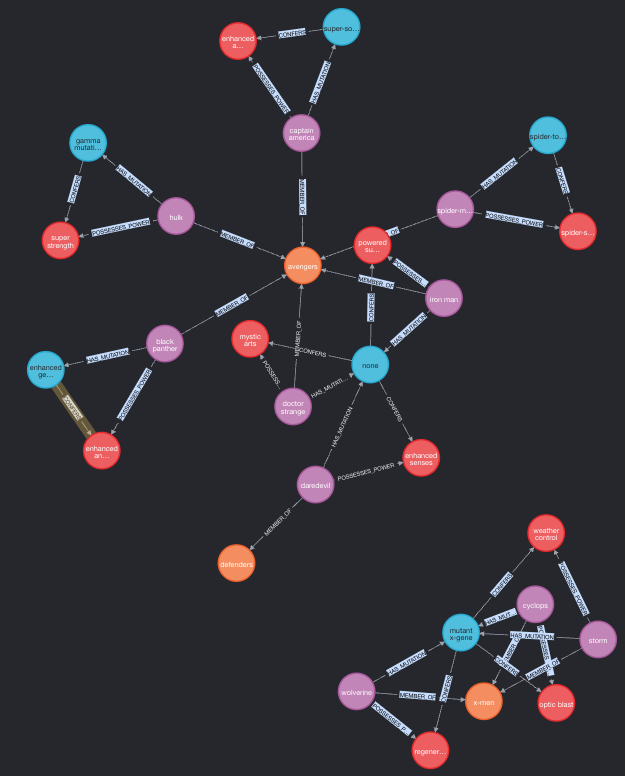 super-so...
enhanced
a...
CONFERS
POSSESSES_POWER
HAS_MUTATION
captain
america
spider-to...
gamma
mutati...
HAS_MUTATION
CONFERS
HAS_MUTATION
CONFERS
MEMBER_OF
spider-m...
hulk
POSSESSES_POWER
POSSESSES_POWER
spider-s...
super
strength
MEMBER_OF
_OF
powered
su...
avengers
POSSESSES...
MEMBER_OF
iron man
MEMBER_OF
CONFERS
HAS_MUTATION
mystic
arts
MEMBER_OF
black
panther
CONFERS
HAS_MUTATION
none
enhanced
ge...
POSSESS...
HAS_MUTATI...
POSSESSES_POWER
CONFERS
doctor
strange
CONFERS
HAS_MUTATION
enhanced
an...
enhanced
senses
POSSESSES_POWER
daredevil
MEMBER_OF
weather
control
defenders
CONFERS
POSSESSES_POWER
cyclops
HAS_MUT...
mutant
x-gene
HAS_MUTATION
storm
HAS_MUTATION
CONFERS
MEMBER_OF
CONFERS
wolverine
MEMBER_OF
x-men
optic blast
POSSESSES_P...
regener...